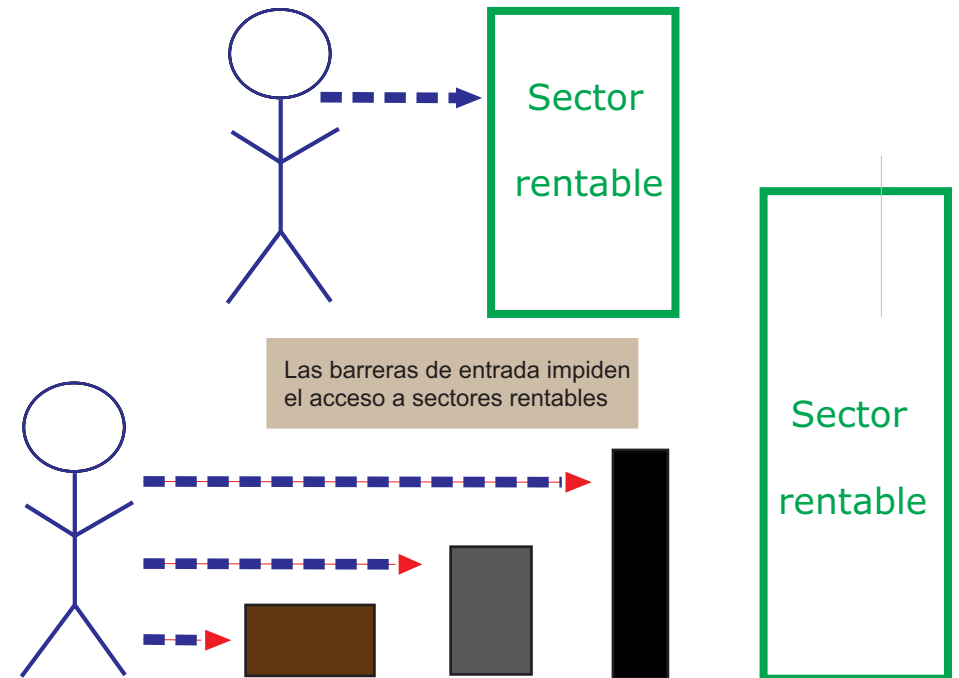 Sector
rentable
Las barreras de entrada impiden
el acceso a sectores rentables
Sector
rentable